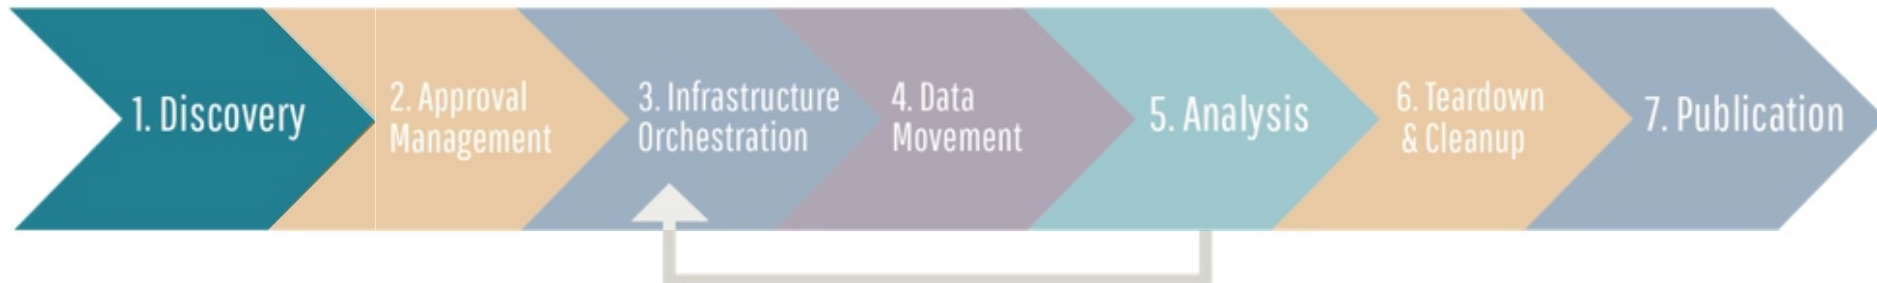 1. Discovery
2. Approval
Management
3. Infrastructure
Orchestration
4. Data
Movement
5. Analysis
6. Teardown
& Cleanup
7. Publication